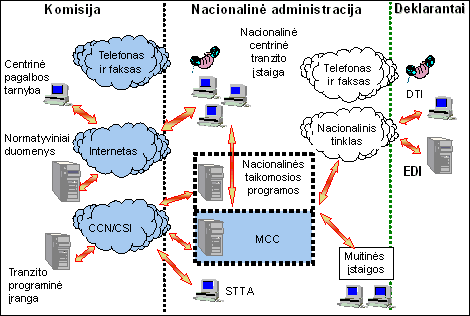 Komisija
Nacionalinė administracija
Deklarantai
Centrinė
pagalbos
tarnyba
Telefonas
ir faksas
Nacionalinė
centrinė
tranzito
įstaiga
Telefonas
ir faksas
DTI
Normatyviniai
duomenys
Internetas
Nacionalinis
tinklas
EDI
Nacionalinės
taikomosios
programos
CCN/CSI
MCC
Tranzito
programinė
įranga
STTA
Muitinės
įstaigos